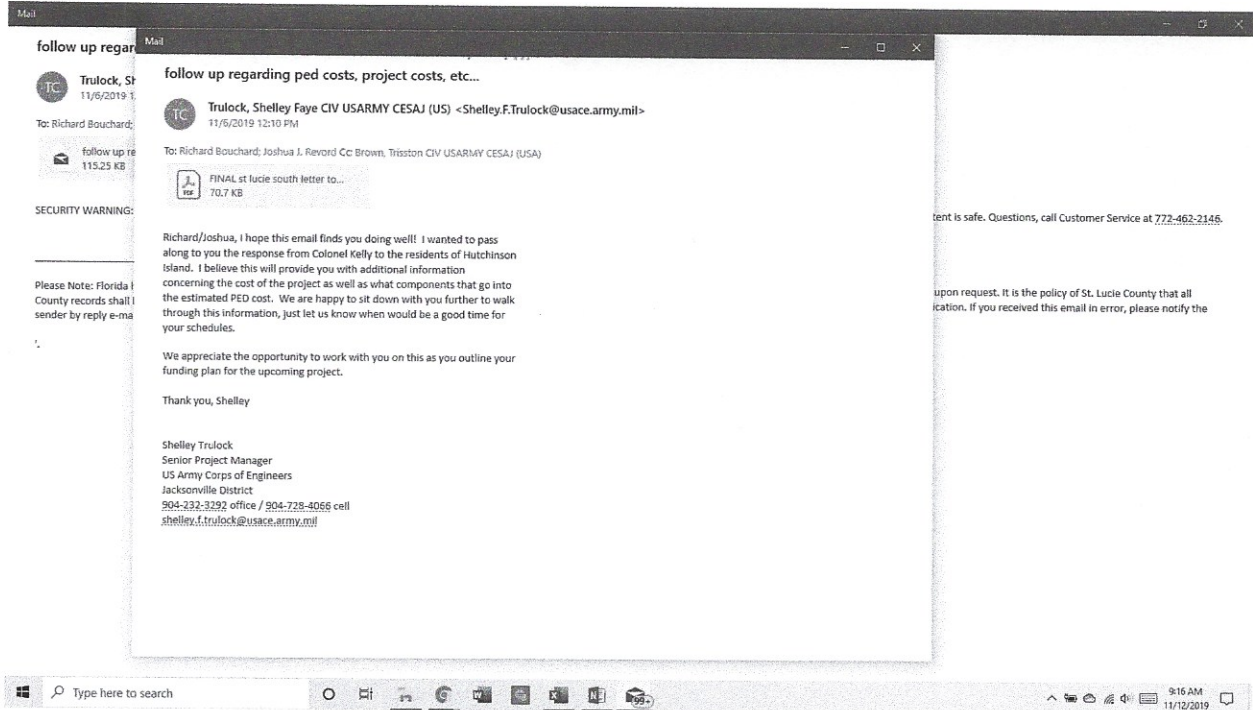 Mail
follow up regar
TC
Trulock, Sh
11/6/2019 1
To: Richard Bouchard;
follow up re
115.25 KB
SECURITY WARNING:
Please Note: Florida
County records shall
sender by reply e-ma
tent is safe. Questions, call Customer Service at 772-462-2146.
upon request. It is the policy of St. Lucie County that all
ication. If you received this email in error, please notify the
Mail
follow up regarding ped costs, project costs, etc...
TC
Trulock, Shelley Faye CIV USARMY CESAJ (US) <Shelley.F.Trulock@usace.army.mil>
11/6/2019 12:10 PM
To: Richard Bouchard; Joshua J. Revord Cc: Brown, Trisston CIV USARMY CESAJ (USA)
PDF
FINAL st lucie south letter to...
70.7 KB
Richard/Joshua, I hope this email finds you doing well! I wanted to pass
along to you the response from Colonel Kelly to the residents of Hutchinson
Island. I believe this will provide you with additional information
concerning the cost of the project as well as what components that go into
the estimated PED cost. We are happy to sit down with you further to walk
through this information, just let us know when would be a good time for
your schedules.
We appreciate the opportunity to work with you on this as you outline your
funding plan for the upcoming project.
Thank you, Shelley
Shelley Trulock
Senior Project Manager
US Army Corps of Engineers
Jacksonville District
904-232-3292 office / 904-728-4066 cell
shelley.f.trulock@usace.army.mil
Type here to search
99+
9:16 AM
11/12/2019